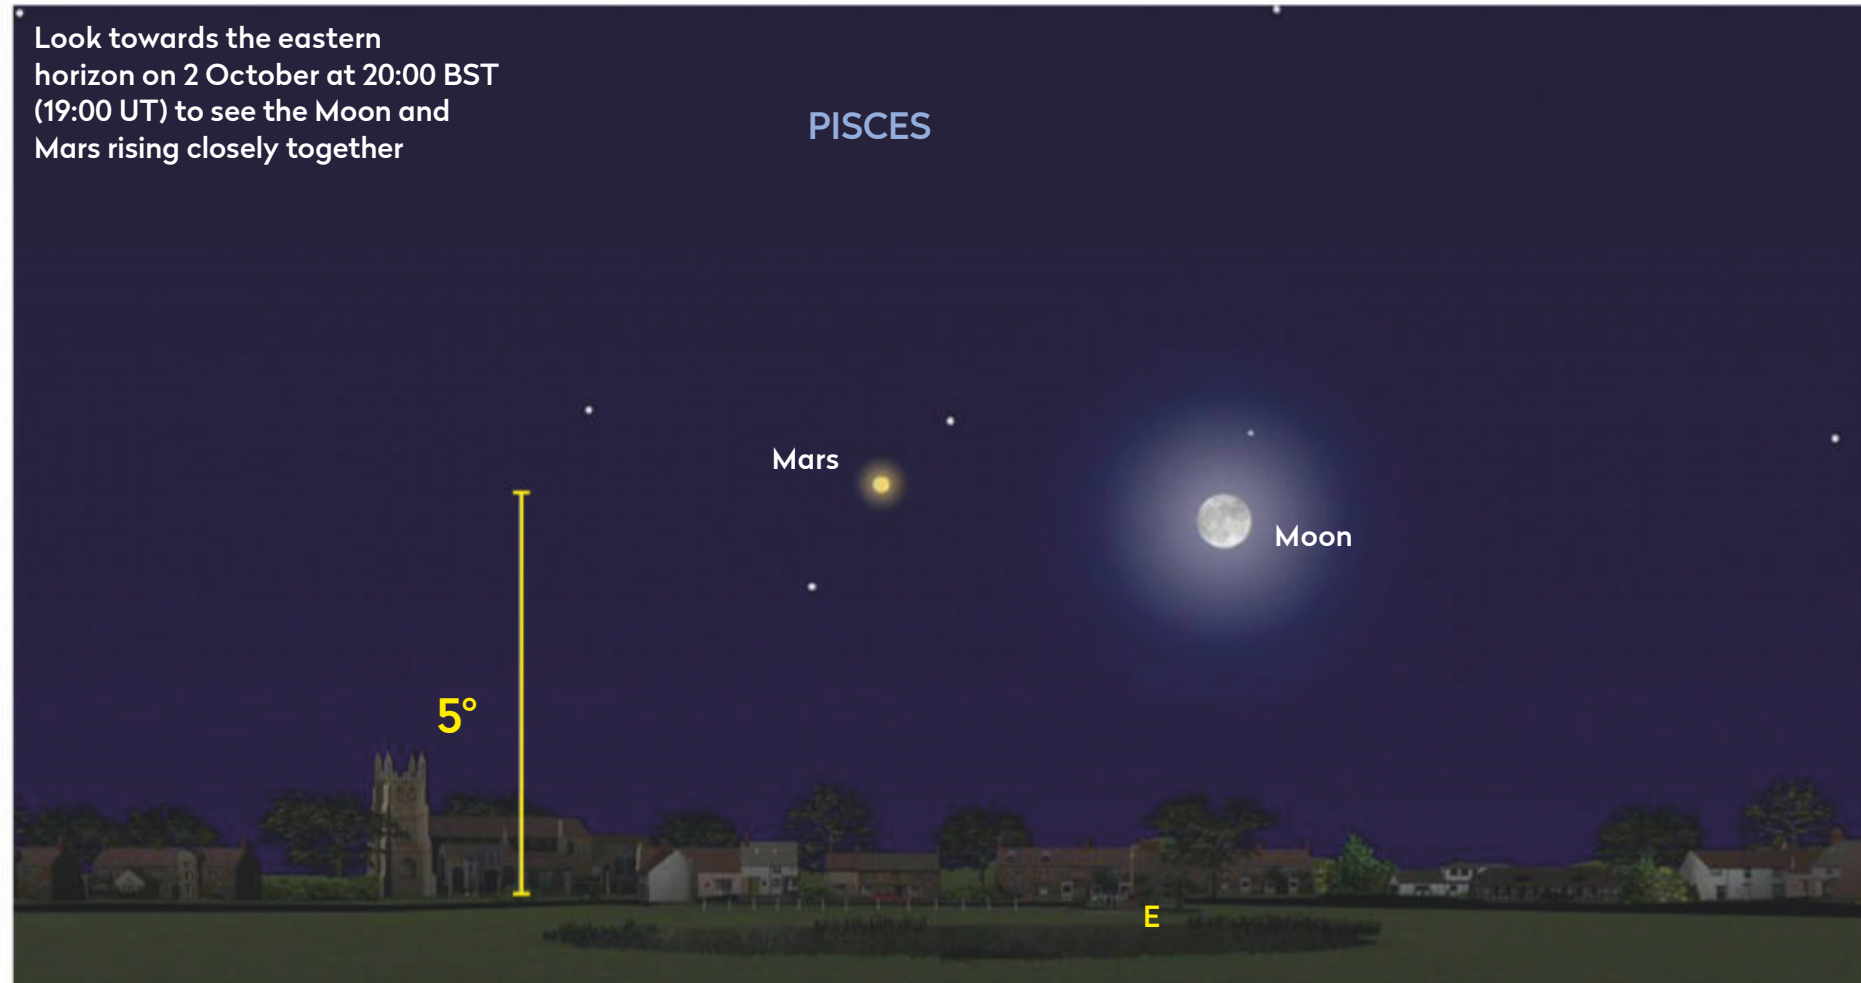 Look towards the eastern
horizon on 2 October at 20:00 BST
(19:00 UT) to see the Moon and
Mars rising closely together
PISCES
Mars
Moon
5°
E